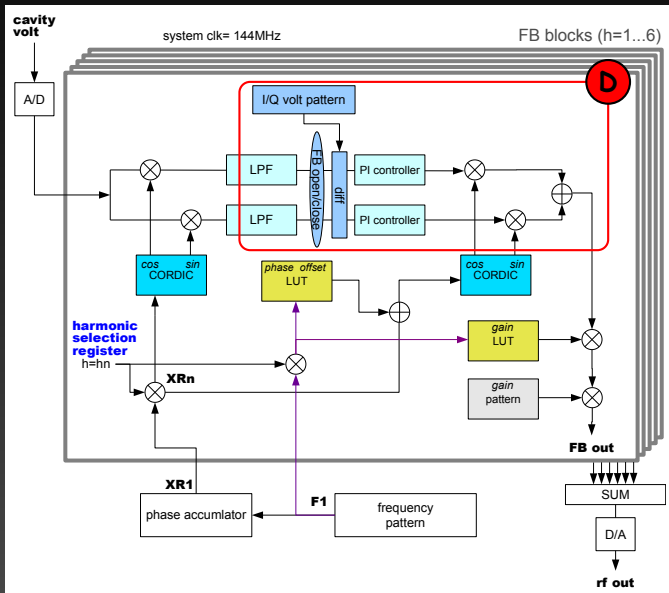 cavity
volt
system clk= 144MHz
FB blocks (h=1...6)
A/D
D
I/Q volt pattern
LPF
FB open/close
diff
PI controller
LPF
PI controller
cos sin
CORDIC
phase offset
LUT
cos sin
CORDIC
harmonic
selection
register
h=hn
XRn
gain
LUT
gain
pattern
FB out
XR1
F1
phase accumlator
frequency
pattern
SUM
D/A
rf out